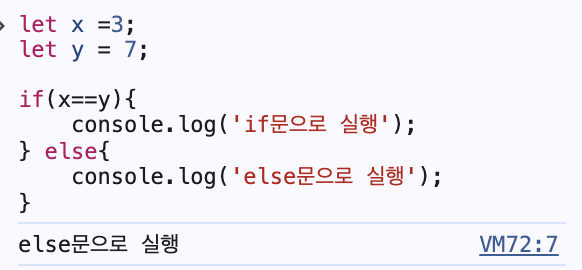 let x =3;
let y = 7;
if(x==y){
    console.log('if문으로 실행');
} else{
    console.log('else문으로 실행');
}
else문으로 실행 VM72:7